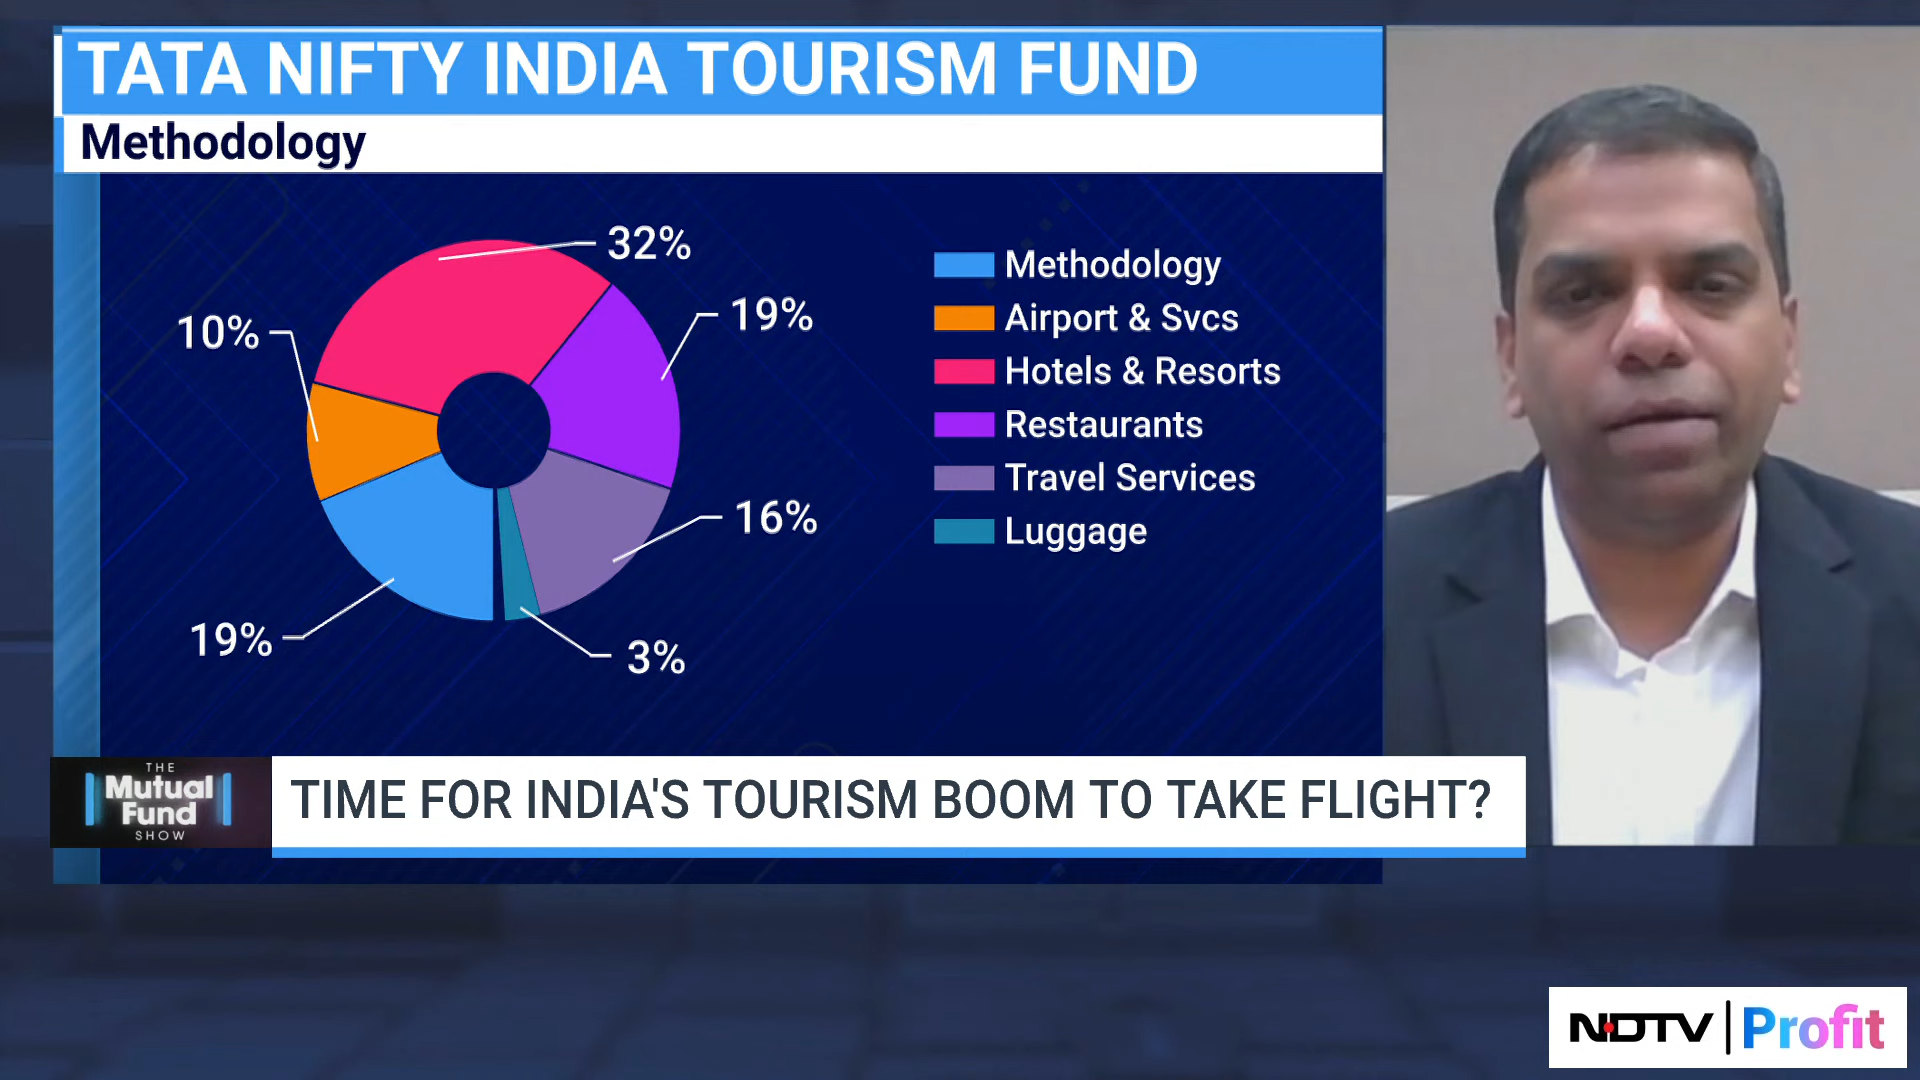 TATA NIFTY INDIA TOURISM FUND
Methodology
32%
19%
10%
16%
19%
3%
Methodology
Airport & Svcs
Hotels & Resorts
Restaurants
Travel Services
Luggage
THE
Mutual
Fund
SHOW
TIME FOR INDIA'S TOURISM BOOM TO TAKE FLIGHT?
NDTV Profit